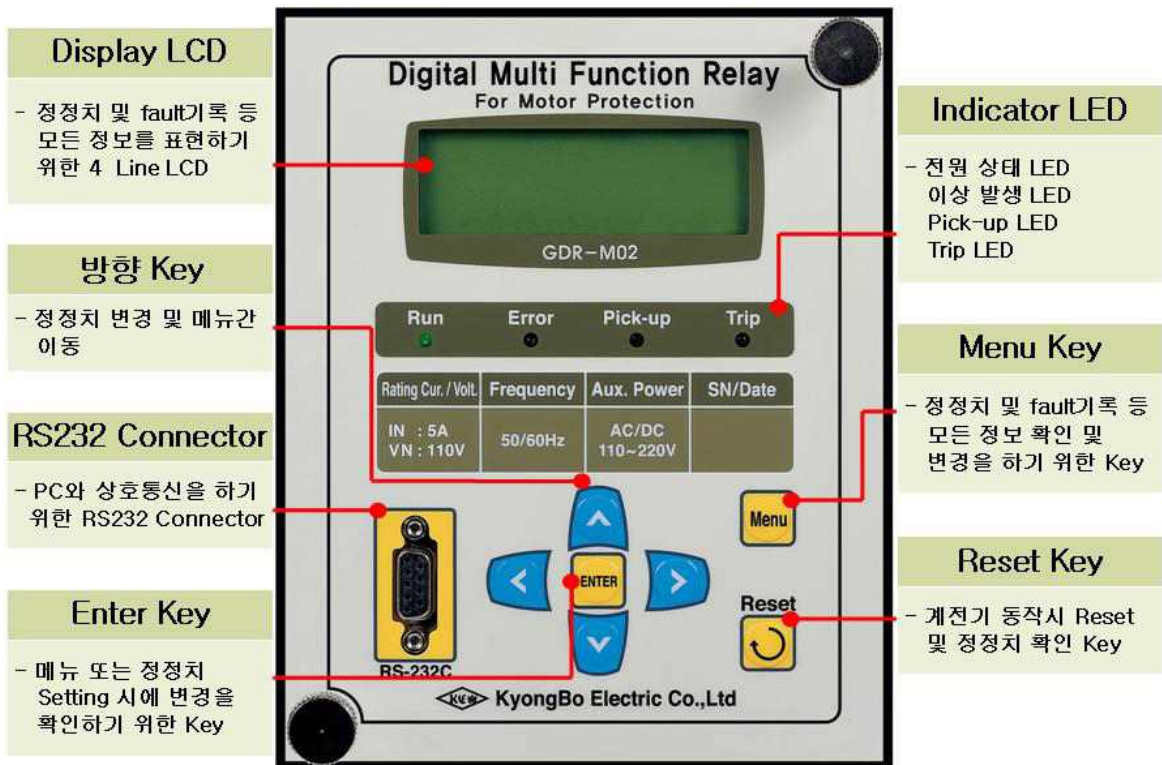 Display LCD
- 정정치 및 fault기록 등
모든 정보를 표현하기
위한 4 Line LCD
방향 Key
- 정정치 변경 및 메뉴간
이동
RS232 Connector
- PC와 상호통신을 하기
위한 RS232 Connector
Enter Key
- 메뉴 또는 정정치
Setting 시에 변경을
확인하기 위한 Key
Digital Multi Function Relay
For Motor Protection
GDR-M02
Run Error Pick-up Trip
Rating Cur. / Volt. Frequency Aux. Power SN/Date
IN : 5A
VN : 110V
50/60Hz
AC/DC
110~220V
Menu
ENTER
Reset
RS-232C
KyongBo Electric Co.,Ltd
Indicator LED
- 전원 상태 LED
이상 발생 LED
Pick-up LED
Trip LED
Menu Key
- 정정치 및 fault기록 등
모든 정보 확인 및
변경을 하기 위한 Key
Reset Key
- 계전기 동작시 Reset
및 정정치 확인 Key